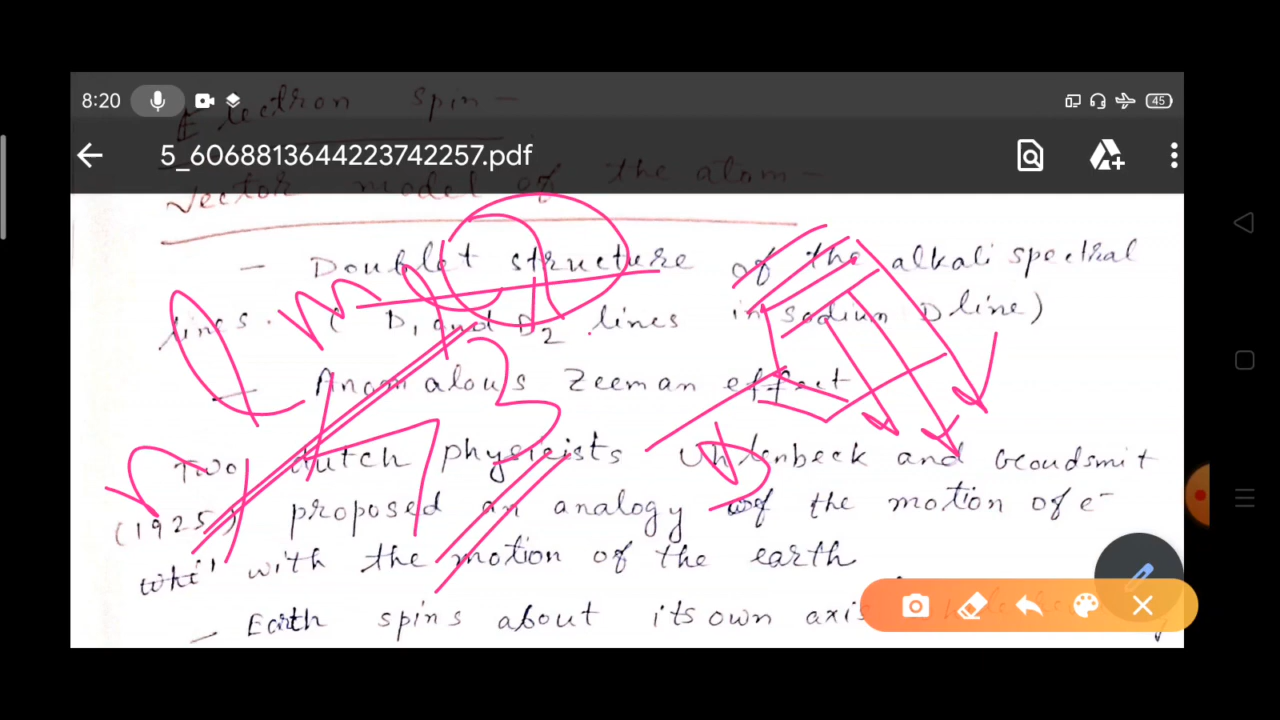 8:20
45
Electron spin-
5_6068813644223742257.pdf
Vector model of the atom-
- Doublet structure of the alkali spectral
lines. ( D1 and D2 lines in sodium D line)
- Anomalous Zeeman effect
Two dutch physicists Uhlenbeck and Goudsmit
(1925) proposed an analogy of the motion of e-
with the motion of the earth
- Earth spins about its own axis